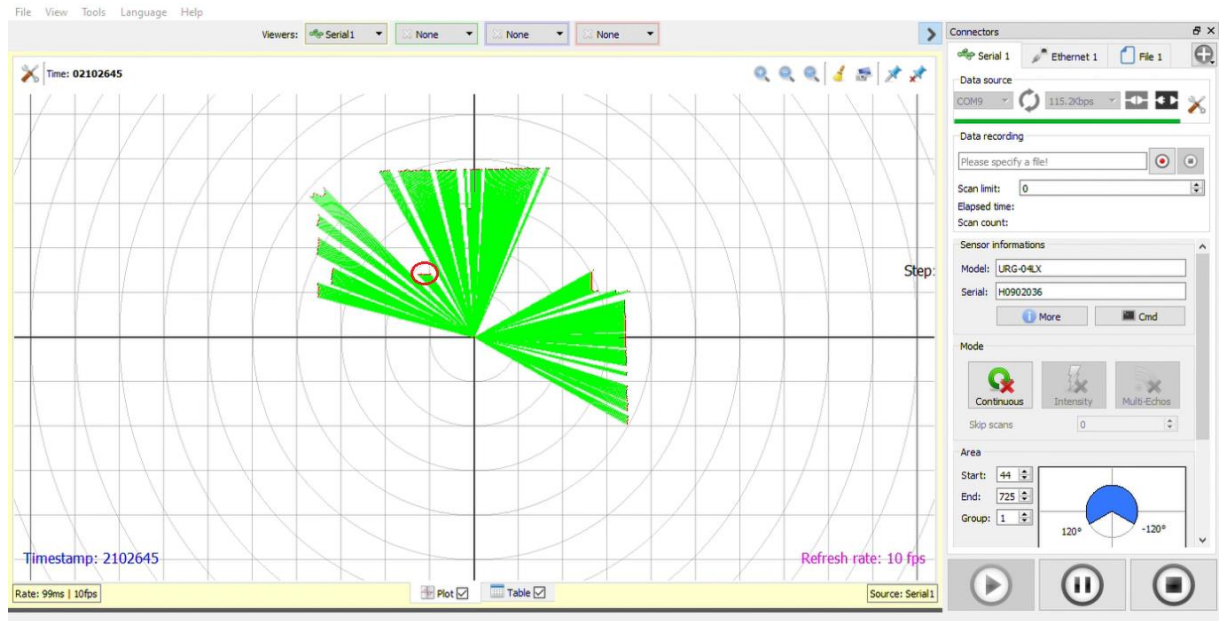 File View Tools Language Help
Viewers: Serial1 None None None
Time: 02102645
Step:
Timestamp: 2102645
Refresh rate: 10 fps
Rate: 99ms | 10fps
Plot Table
Source: Serial1
Connectors
Serial 1 Ethernet 1 File 1
Data source
COM9 115.2Kbps
Data recording
Please specify a file!
Scan limit: 0
Elapsed time:
Scan count:
Sensor informations
Model: URG-04LX
Serial: H0902036
More Cmd
Mode
Continuous Intensity Multi-Echos
Skip scans 0
Area
Start: 44
End: 725
Group: 1
120° -120°